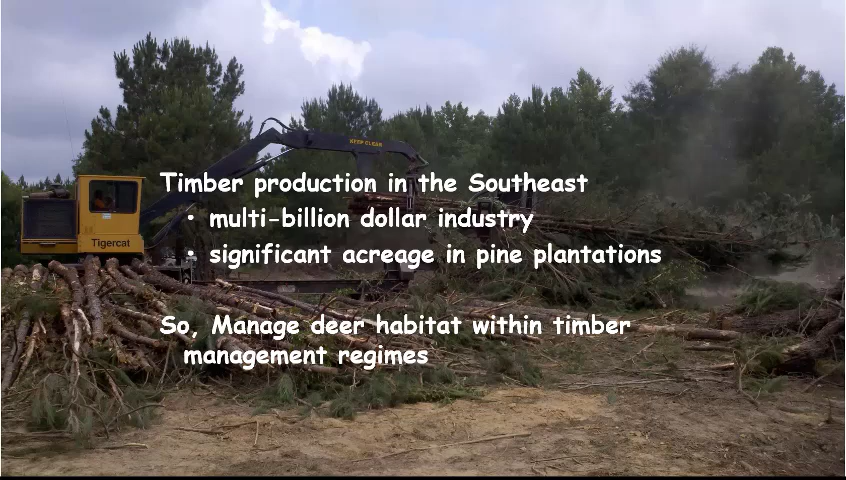 KEEP CLEAR
Timber production in the Southeast
• multi-billion dollar industry
Tigercat
• significant acreage in pine plantations
So, Manage deer habitat within timber
management regimes